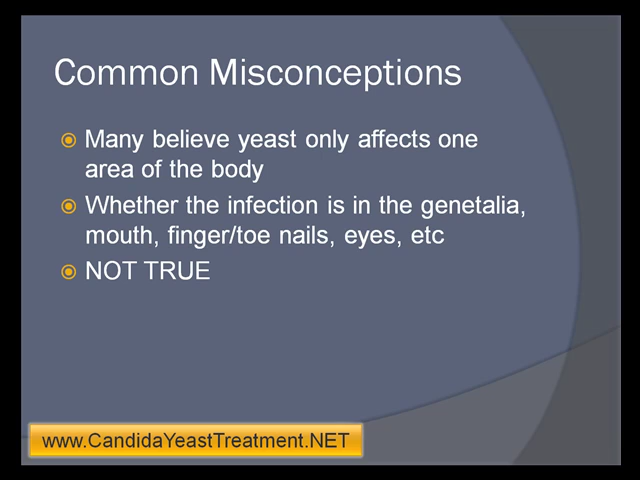 Common Misconceptions
Many believe yeast only affects one
area of the body
Whether the infection is in the genetalia,
mouth, finger/toe nails, eyes, etc
NOT TRUE
www.CandidaYeastTreatment.NET